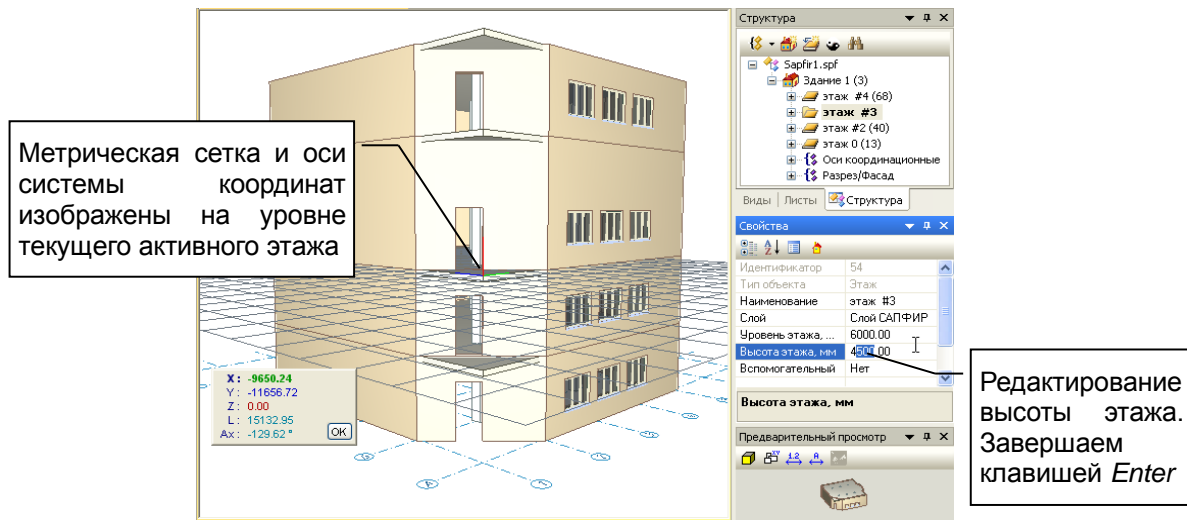 Метрическая сетка и оси
системы координат
изображены на уровне
текущего активного этажа
X: -9650.24
Y: -11656.72
Z: 0.00
L: 15132.95
Ax: -129.62 °
OK
A
Структура
Sapfir1.spf
Здание 1 (3)
этаж #4 (68)
этаж #3
этаж #2 (40)
этаж 0 (13)
Оси координационные
Разрез/Фасад
Виды Листы Структура
Свойства
Идентификатор 54
Тип объекта Этаж
Наименование этаж #3
Слой Слой САПФИР
Уровень этажа, ... 6000.00
Высота этажа, мм 4500.00
Вспомогательный Нет
Высота этажа, мм
Предварительный просмотр
Редактирование
высоты этажа.
Завершаем
клавишей Enter